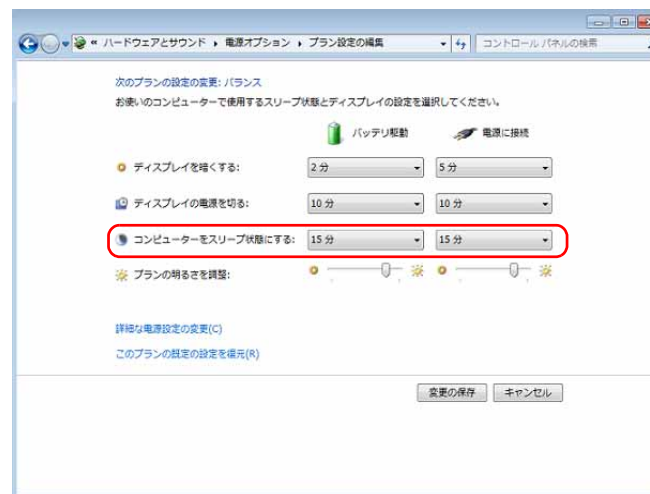 « ハードウェアとサウンド ▸ 電源オプション ▸ プラン設定の編集
コントロール パネルの検索
次のプランの設定の変更: バランス
お使いのコンピューターで使用するスリープ状態とディスプレイの設定を選択してください。
バッテリ駆動 電源に接続
ディスプレイを暗くする: 2 分 5 分
ディスプレイの電源を切る: 10 分 10 分
コンピューターをスリープ状態にする: 15 分 15 分
プランの明るさを調整:
詳細な電源設定の変更(C)
このプランの既定の設定を復元(R)
変更の保存 キャンセル